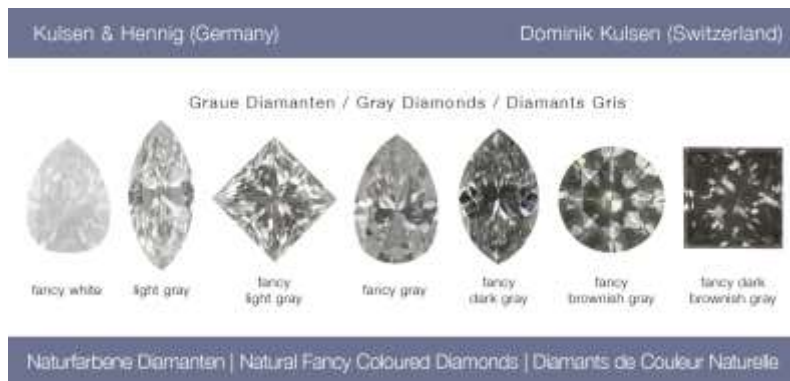 Kulsen & Hennig (Germany)
Dominik Kulsen (Switzerland)
Graue Diamanten / Gray Diamonds / Diamants Gris
fancy white
light gray
fancy
light gray
fancy gray
fancy
dark gray
fancy
brownish gray
fancy dark
brownish gray
Naturfarbene Diamanten | Natural Fancy Coloured Diamonds | Diamants de Couleur Naturelle